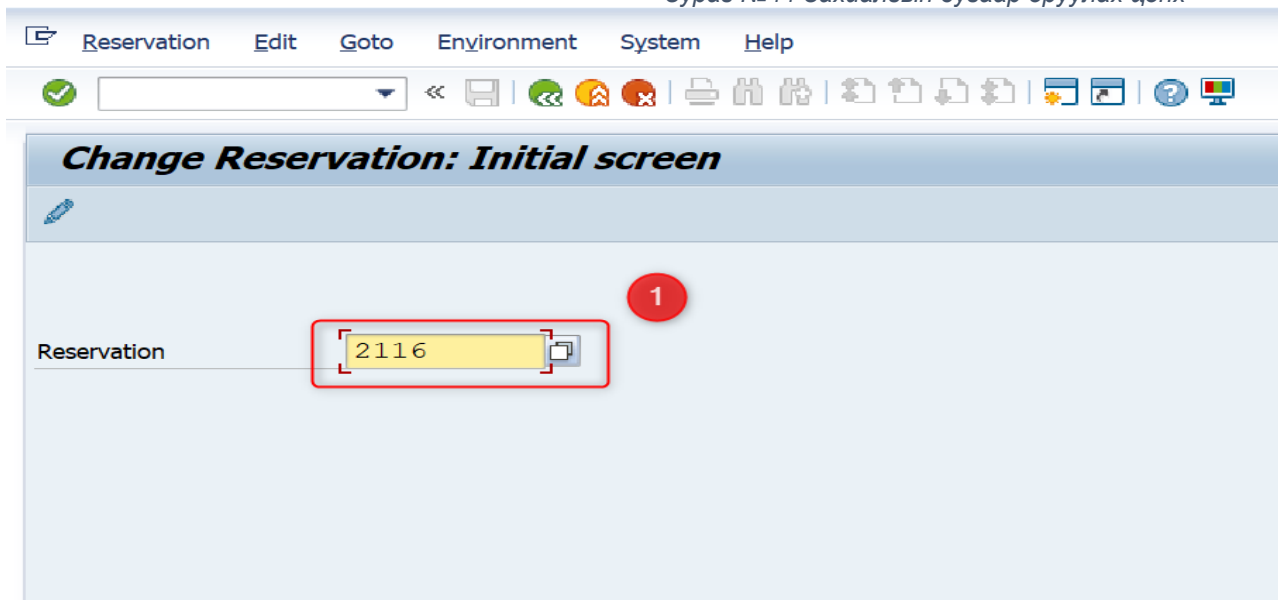 Reservation Edit Goto Environment System Help
Change Reservation: Initial screen
1
Reservation 2116